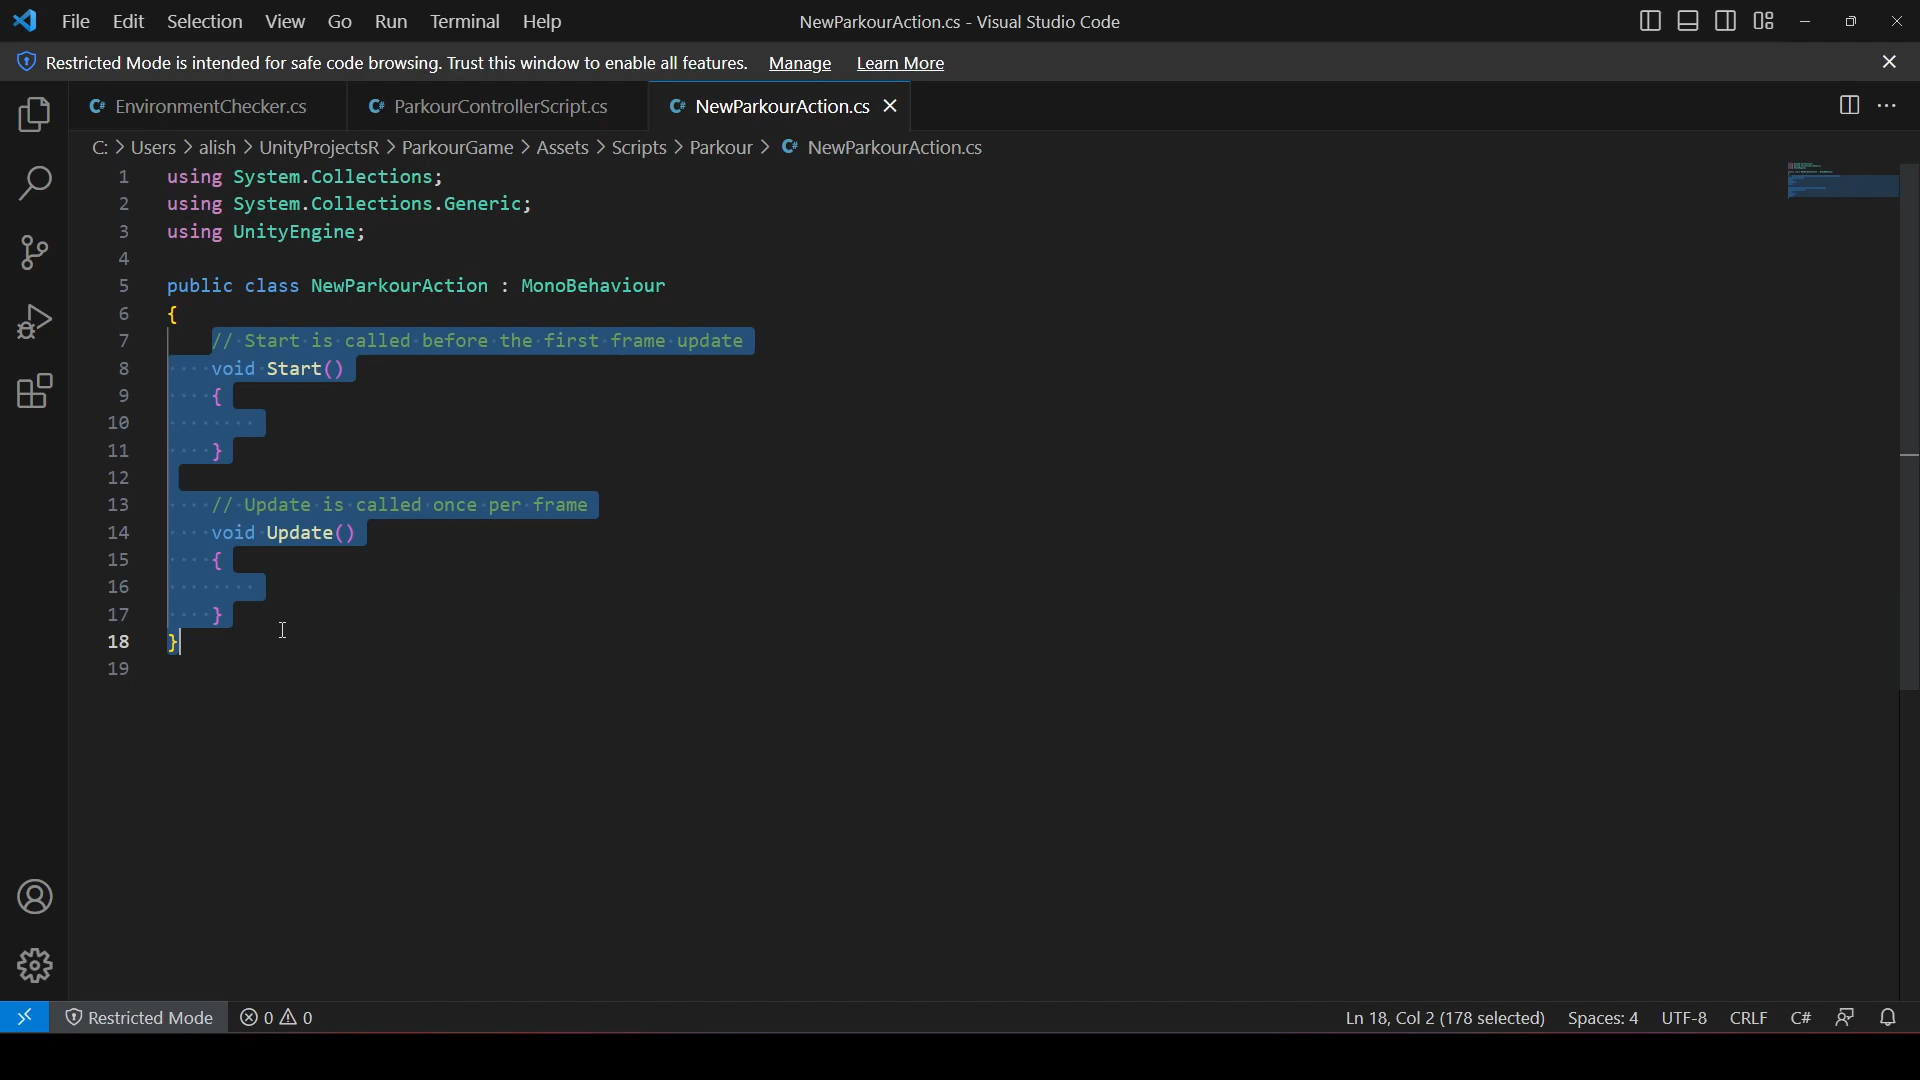 File Edit Selection View Go Run Terminal Help NewParkourAction.cs - Visual Studio Code
Restricted Mode is intended for safe code browsing. Trust this window to enable all features. Manage Learn More
EnvironmentChecker.cs ParkourControllerScript.cs NewParkourAction.cs
C: > Users > alish > UnityProjectsR > ParkourGame > Assets > Scripts > Parkour > NewParkourAction.cs
1 using System.Collections;
2 using System.Collections.Generic;
3 using UnityEngine;
4
5 public class NewParkourAction : MonoBehaviour
6 {
7 // Start is called before the first frame update
8 void Start()
9 {
10
11 }
12
13 // Update is called once per frame
14 void Update()
15 {
16
17 }
18 }
19
Restricted Mode 0 0 Ln 18, Col 2 (178 selected) Spaces: 4 UTF-8 CRLF C#